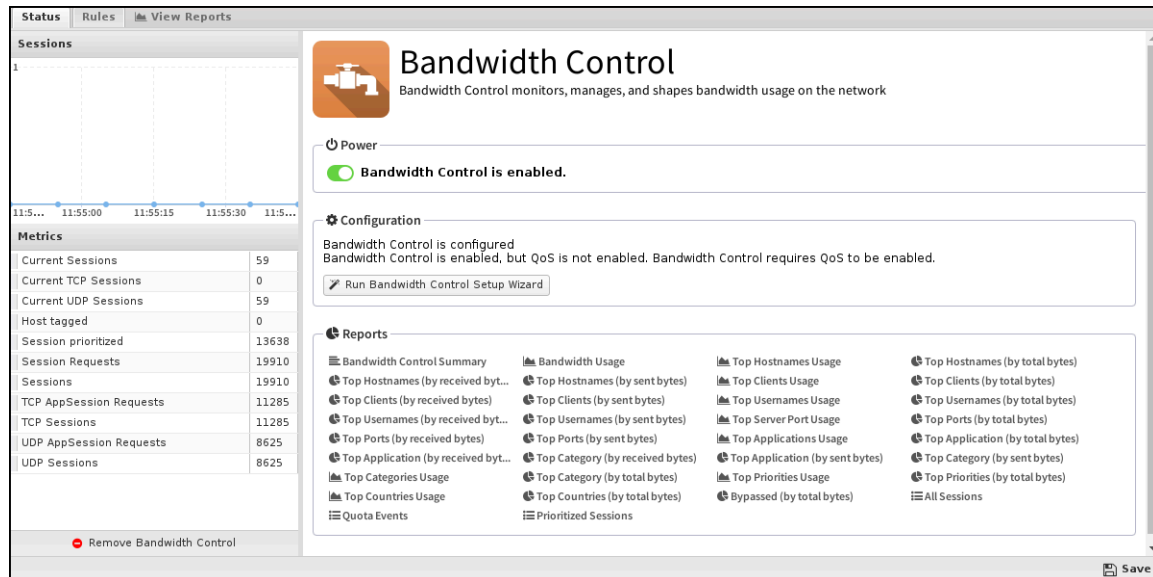 Status Rules View Reports
Sessions
1
11:5... 11:55:00 11:55:15 11:55:30 11:5...
Metrics
Current Sessions 59
Current TCP Sessions 0
Current UDP Sessions 59
Host tagged 0
Session prioritized 13638
Session Requests 19910
Sessions 19910
TCP AppSession Requests 11285
TCP Sessions 11285
UDP AppSession Requests 8625
UDP Sessions 8625
Remove Bandwidth Control
Bandwidth Control
Bandwidth Control monitors, manages, and shapes bandwidth usage on the network
Power
Bandwidth Control is enabled.
Configuration
Bandwidth Control is configured
Bandwidth Control is enabled, but QoS is not enabled. Bandwidth Control requires QoS to be enabled.
Run Bandwidth Control Setup Wizard
Reports
Bandwidth Control Summary Bandwidth Usage Top Hostnames Usage Top Hostnames (by total bytes)
Top Hostnames (by received byt... Top Hostnames (by sent bytes) Top Clients Usage Top Clients (by total bytes)
Top Clients (by received bytes) Top Clients (by sent bytes) Top Usernames Usage Top Usernames (by total bytes)
Top Usernames (by received byt... Top Usernames (by sent bytes) Top Server Port Usage Top Ports (by total bytes)
Top Ports (by received bytes) Top Ports (by sent bytes) Top Applications Usage Top Application (by total bytes)
Top Application (by received byt... Top Category (by received bytes) Top Application (by sent bytes) Top Category (by sent bytes)
Top Categories Usage Top Category (by total bytes) Top Priorities Usage Top Priorities (by total bytes)
Top Countries Usage Top Countries (by total bytes) Bypassed (by total bytes) All Sessions
Quota Events Prioritized Sessions
Save